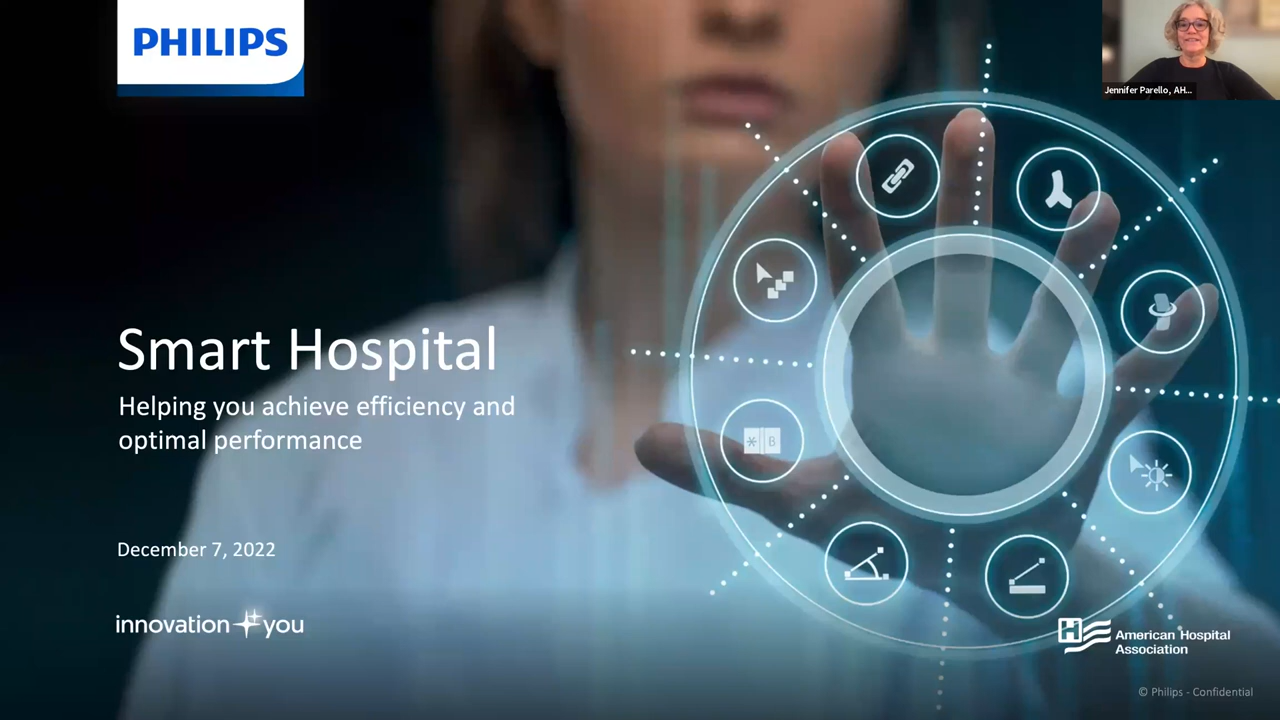 PHILIPS
Jennifer Parello, AH...
Smart Hospital
Helping you achieve efficiency and
optimal performance
December 7, 2022
innovation you
American Hospital
Association
© Philips - Confidential